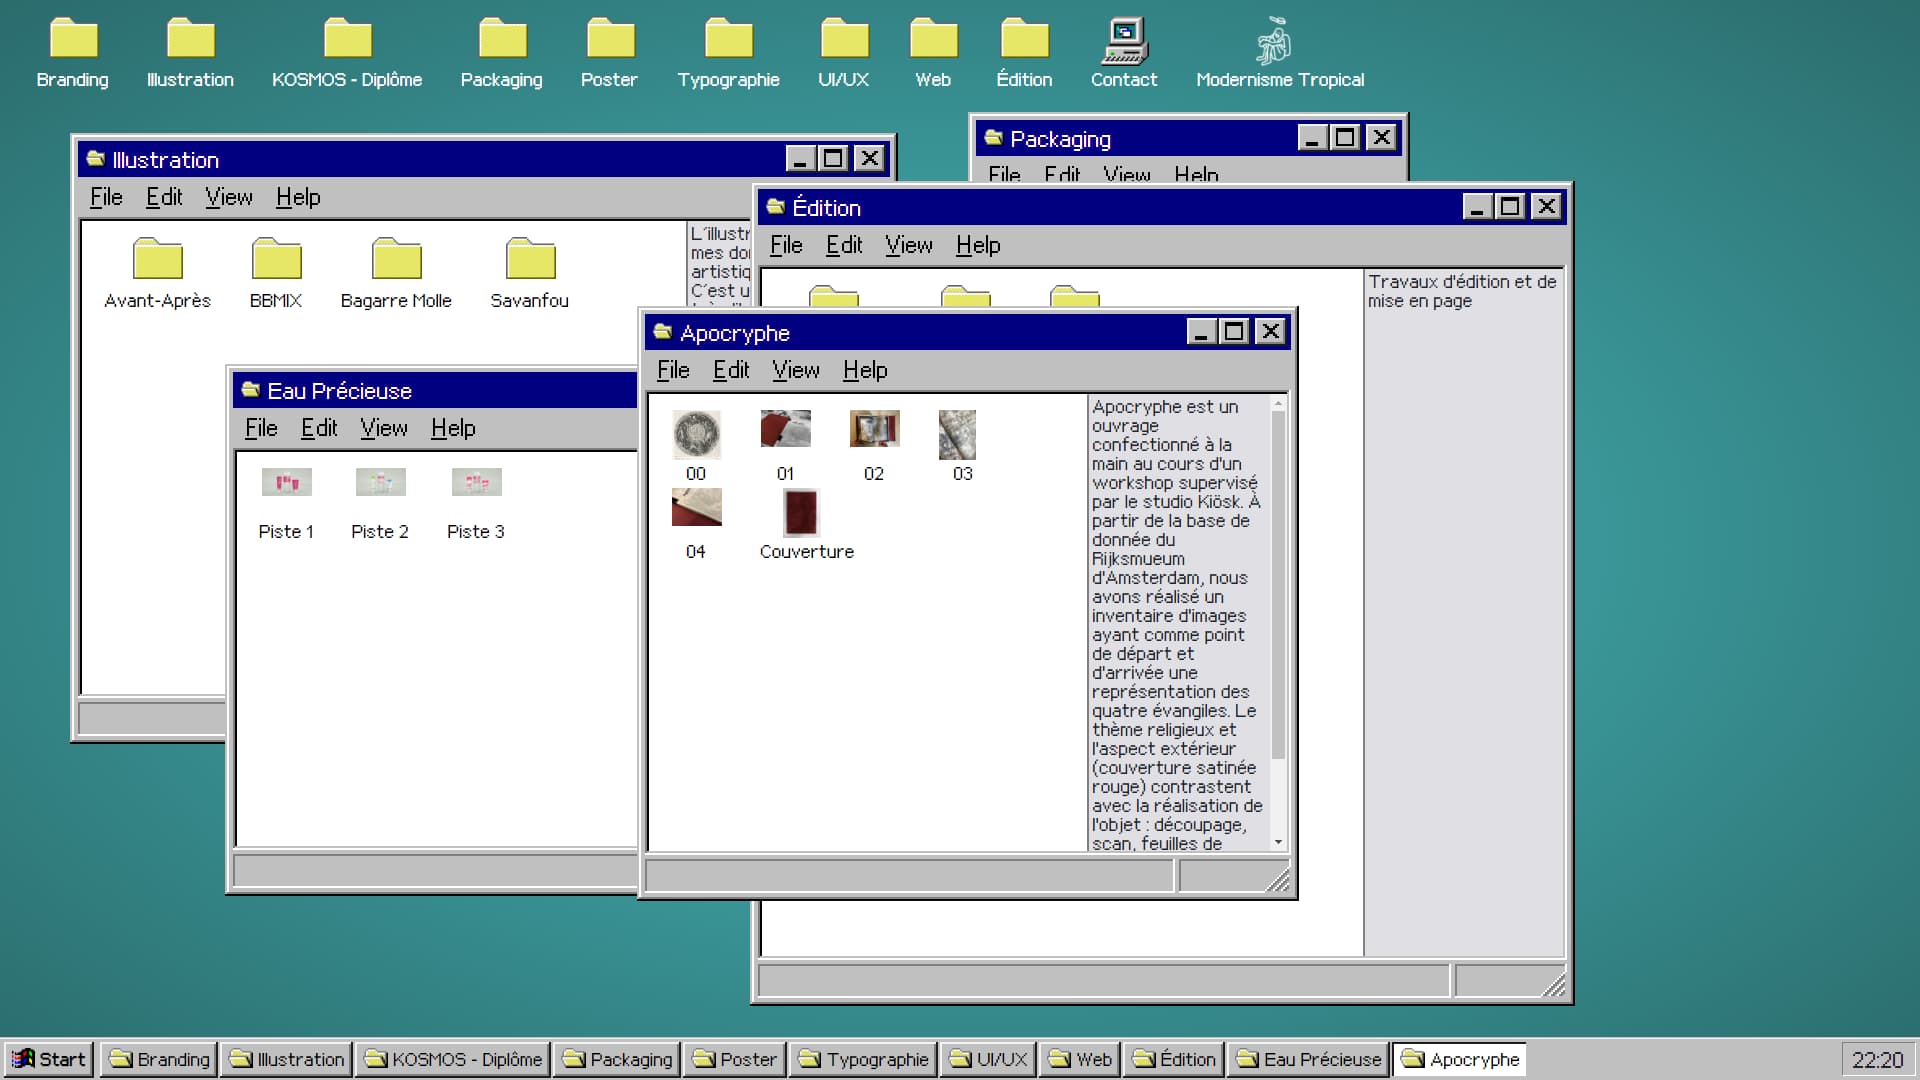 Branding
Illustration
KOSMOS - Diplôme
Packaging
Poster
Typographie
UI/UX
Web
Édition
Contact
Modernisme Tropical
Packaging
File Edit View Help
Illustration
File Edit View Help
Avant-Après
BBMIX
Bagarre Molle
Savanfou
L'illustr
mes do
artistiq
C'est u
Édition
File Edit View Help
Travaux d'édition et de
mise en page
Eau Précieuse
File Edit View Help
Piste 1
Piste 2
Piste 3
Apocryphe
File Edit View Help
00
01
02
03
04
Couverture
Apocryphe est un
ouvrage
confectionné à la
main au cours d'un
workshop supervisé
par le studio Kiösk. À
partir de la base de
donnée du
Rijksmueum
d'Amsterdam, nous
avons réalisé un
inventaire d'images
ayant comme point
de départ et
d'arrivée une
représentation des
quatre évangiles. Le
thème religieux et
l'aspect extérieur
(couverture satinée
rouge) contrastent
avec la réalisation de
l'objet : découpage,
scan, feuilles de
Start
Branding
Illustration
KOSMOS - Diplôme
Packaging
Poster
Typographie
UI/UX
Web
Édition
Eau Précieuse
Apocryphe
22:20